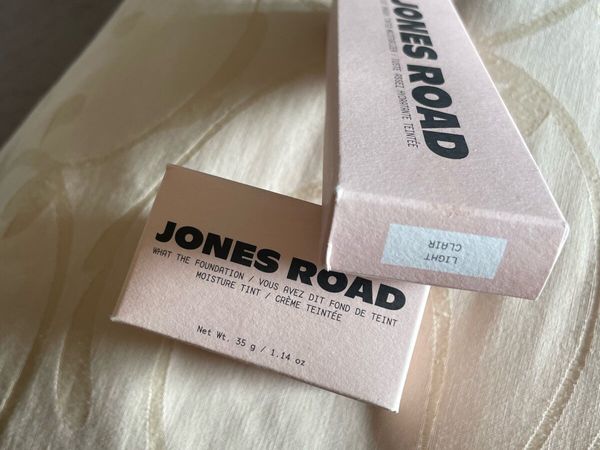 JONES ROAD
TEINTÉE
LIGHT
CLAIR
JONES ROAD
WHAT THE FOUNDATION / VOUS AVEZ DIT FOND DE TEINT
MOISTURE TINT / CRÈME TEINTÉE
Net Wt. 35 g / 1.14 oz